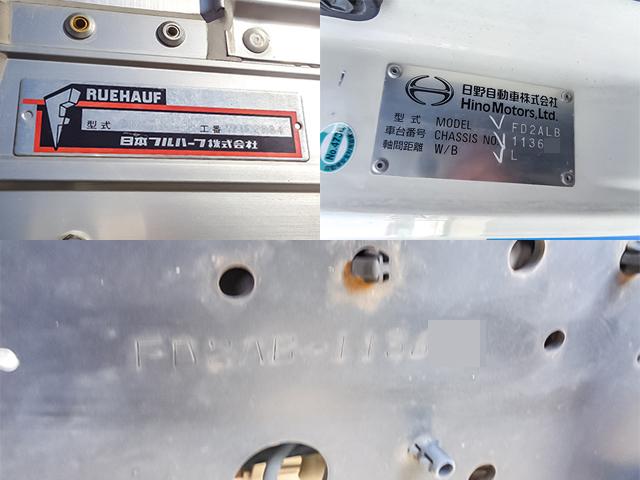 RUEHAUF
型式 工番
日本フルハーフ株式会社
日野自動車株式会社
Hino Motors, Ltd.
型式 MODEL FD2ALB
車台番号 CHASSIS NO. 1136
軸間距離 W/B L
FD2AB-113